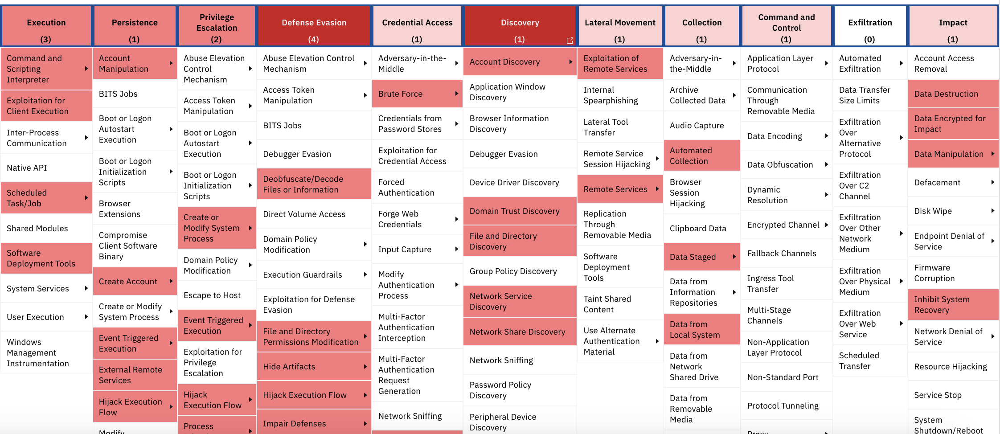 Execution
(3)
Persistence
(1)
Privilege
Escalation
(2)
Defense Evasion
(4)
Credential Access
(1)
Discovery
(1)
Lateral Movement
(1)
Collection
(1)
Command and
Control
(1)
Exfiltration
(0)
Impact
(1)
Command and
Scripting
Interpreter
Exploitation for
Client Execution
Inter-Process
Communication
Native API
Scheduled
Task/Job
Shared Modules
Software
Deployment Tools
System Services
User Execution
Windows
Management
Instrumentation
Account
Manipulation
BITS Jobs
Boot or Logon
Autostart
Execution
Boot or Logon
Initialization
Scripts
Browser
Extensions
Compromise
Client Software
Binary
Create Account
Create or Modify
System Process
Event Triggered
Execution
External Remote
Services
Hijack Execution
Flow
Modify
Abuse Elevation
Control
Mechanism
Access Token
Manipulation
Boot or Logon
Autostart
Execution
Boot or Logon
Initialization
Scripts
Create or
Modify System
Process
Domain Policy
Modification
Escape to Host
Event Triggered
Execution
Exploitation for
Privilege
Escalation
Hijack
Execution Flow
Process
Abuse Elevation Control
Mechanism
Access Token
Manipulation
BITS Jobs
Debugger Evasion
Deobfuscate/Decode
Files or Information
Direct Volume Access
Domain Policy
Modification
Execution Guardrails
Exploitation for Defense
Evasion
File and Directory
Permissions Modification
Hide Artifacts
Hijack Execution Flow
Impair Defenses
Adversary-in-the-
Middle
Brute Force
Credentials from
Password Stores
Exploitation for
Credential Access
Forced
Authentication
Forge Web
Credentials
Input Capture
Modify
Authentication
Process
Multi-Factor
Authentication
Interception
Multi-Factor
Authentication
Request
Generation
Network Sniffing
Account Discovery
Application Window
Discovery
Browser Information
Discovery
Debugger Evasion
Device Driver Discovery
Domain Trust Discovery
File and Directory
Discovery
Group Policy Discovery
Network Service
Discovery
Network Share Discovery
Network Sniffing
Password Policy
Discovery
Peripheral Device
Discovery
Exploitation of
Remote Services
Internal
Spearphishing
Lateral Tool
Transfer
Remote Service
Session Hijacking
Remote Services
Replication
Through
Removable Media
Software
Deployment
Tools
Taint Shared
Content
Use Alternate
Authentication
Material
Adversary-in-
the-Middle
Archive
Collected Data
Audio Capture
Automated
Collection
Browser
Session
Hijacking
Clipboard Data
Data Staged
Data from
Information
Repositories
Data from
Local System
Data from
Network
Shared Drive
Data from
Removable
Media
Application Layer
Protocol
Communication
Through
Removable Media
Data Encoding
Data Obfuscation
Dynamic
Resolution
Encrypted Channel
Fallback Channels
Ingress Tool
Transfer
Multi-Stage
Channels
Non-Application
Layer Protocol
Non-Standard Port
Protocol Tunneling
Proxy
Automated
Exfiltration
Data Transfer
Size Limits
Exfiltration
Over
Alternative
Protocol
Exfiltration
Over C2
Channel
Exfiltration
Over Other
Network
Medium
Exfiltration
Over Physical
Medium
Exfiltration
Over Web
Service
Scheduled
Transfer
Account Access
Removal
Data Destruction
Data Encrypted for
Impact
Data Manipulation
Defacement
Disk Wipe
Endpoint Denial of
Service
Firmware
Corruption
Inhibit System
Recovery
Network Denial of
Service
Resource Hijacking
Service Stop
System
Shutdown/Reboot